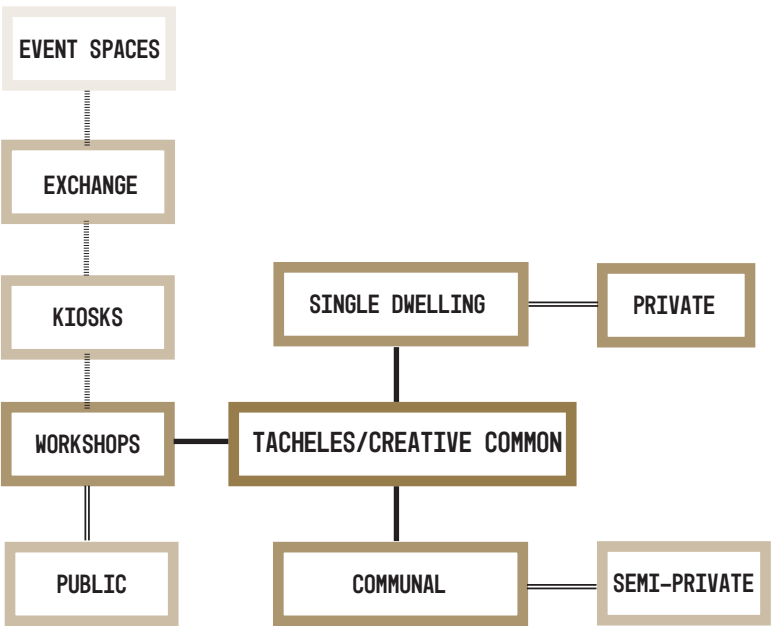 EVENT SPACES
EXCHANGE
KIOSKS
SINGLE DWELLING
PRIVATE
WORKSHOPS
TACHELES/CREATIVE COMMON
PUBLIC
COMMUNAL
SEMI-PRIVATE